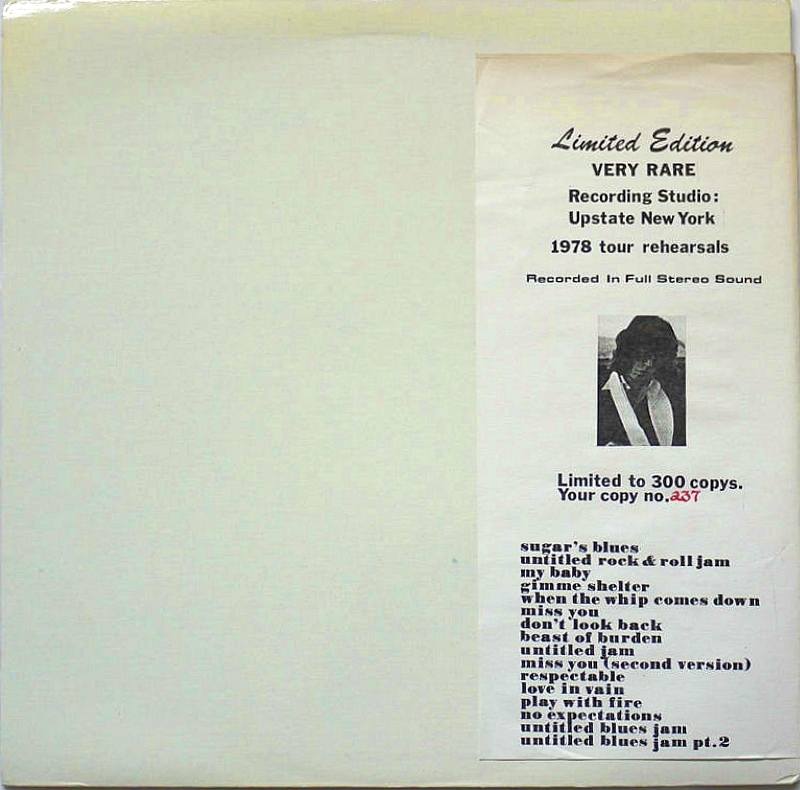 Limited Edition
VERY RARE
Recording Studio:
Upstate New York
1978 tour rehearsals
Recorded In Full Stereo Sound
Limited to 300 copys.
Your copy no. 237
sugar's blues
untitled rock & roll jam
my baby
gimme shelter
when the whip comes down
miss you
don't look back
beast of burden
untitled jam
miss you (second version)
respectable
love in vain
play with fire
no expectations
untitled blues jam
untitled blues jam pt.2